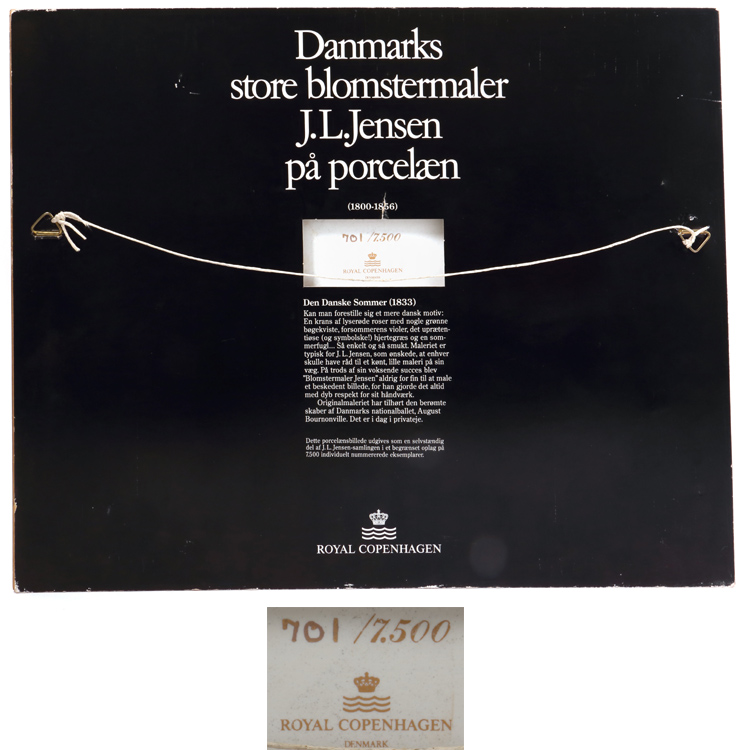 Danmarks
store blomstermaler
J.L.Jensen
på porcelæn
(1800-1856)
701/7.500
ROYAL COPENHAGEN
DENMARK
Den Danske Sommer (1833)
Kan man forestille sig et mere dansk motiv:
En krans af lyserøde roser med nogle grønne
bøgekviste, forsommerens violer, det upræten-
tiøse (og symbolske!) hjertegræs og en som-
merfugl... Så enkelt og så smukt. Maleriet er
typisk for J.L. Jensen, som ønskede, at enhver
skulle have råd til et kønt, lille maleri på sin
væg. På trods af sin voksende succes blev
"Blomstermaler Jensen" aldrig for fin til at male
et beskedent billede, for han gjorde det altid
med dyb respekt for sit håndværk.
Originalmaleriet har tilhørt den berømte
skaber af Danmarks nationalballet, August
Bournonville. Det er i dag i privateje.
Dette porcelænsbillede udgives som en selvstændig
del af J.L. Jensen-samlingen i et begrænset oplag på
7.500 individuelt nummererede eksemplarer.
ROYAL COPENHAGEN
701/7.500
ROYAL COPENHAGEN
DENMARK